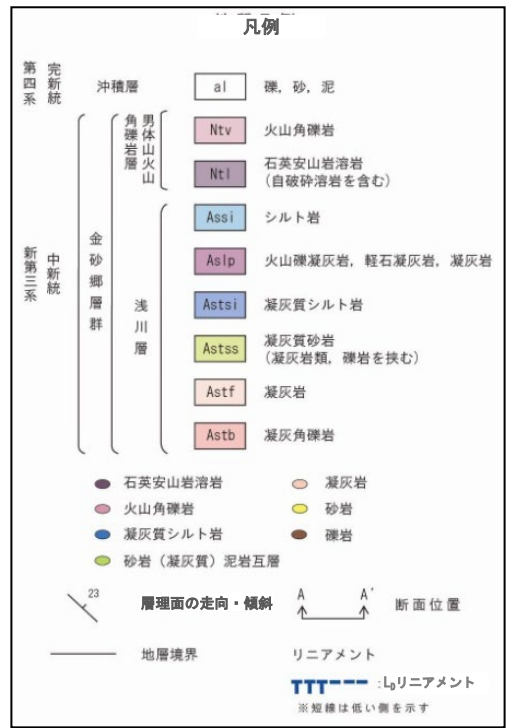 凡例
第四系
完新統
沖積層
al
礫，砂，泥
新第三系
中新統
金砂郷層群
男体山火山角礫岩層
Ntv
火山角礫岩
Ntl
石英安山岩溶岩
(自破砕溶岩を含む)
浅川層
Assi
シルト岩
Aslp
火山礫凝灰岩，軽石凝灰岩，凝灰岩
Astsi
凝灰質シルト岩
Astss
凝灰質砂岩
(凝灰岩類，礫岩を挟む)
Astf
凝灰岩
Astb
凝灰角礫岩
石英安山岩溶岩
凝灰岩
火山角礫岩
砂岩
凝灰質シルト岩
礫岩
砂岩（凝灰質）泥岩互層
23
層理面の走向・傾斜
A A'
断面位置
地層境界
リニアメント
:LDリニアメント
※短線は低い側を示す